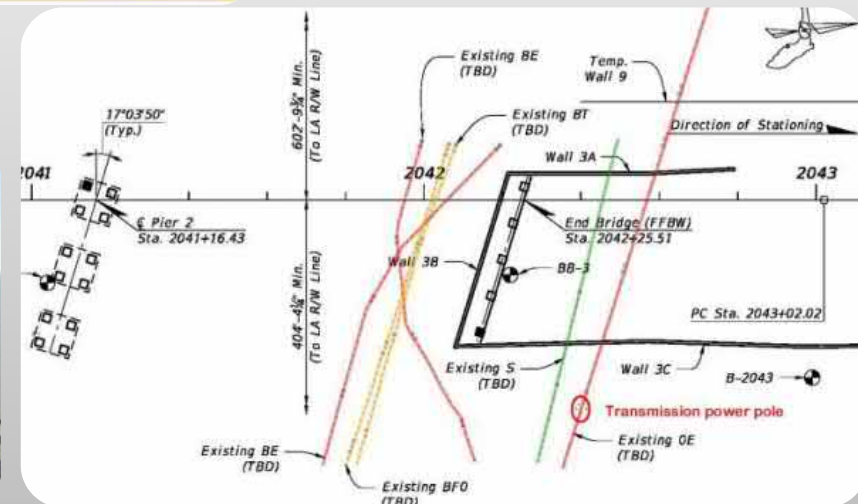 Existing BE
(TBD)
Temp.
Wall 9
602'-9¾" Min.
(To LA R/W Line)
17°03'50"
(Typ.)
Existing BT
(TBD)
Direction of Stationing
Wall 3A
2041
2042
2043
℄ Pier 2
Sta. 2041+16.43
End Bridge (FFBW)
Sta. 2042+25.51
Wall 3B
BB-3
404'-4¼" Min.
(To LA R/W Line)
PC Sta. 2043+02.02
Existing S
(TBD)
Wall 3C
B-2043
Transmission power pole
Existing OE
(TBD)
Existing BE
(TBD)
Existing BFO
(TBD)